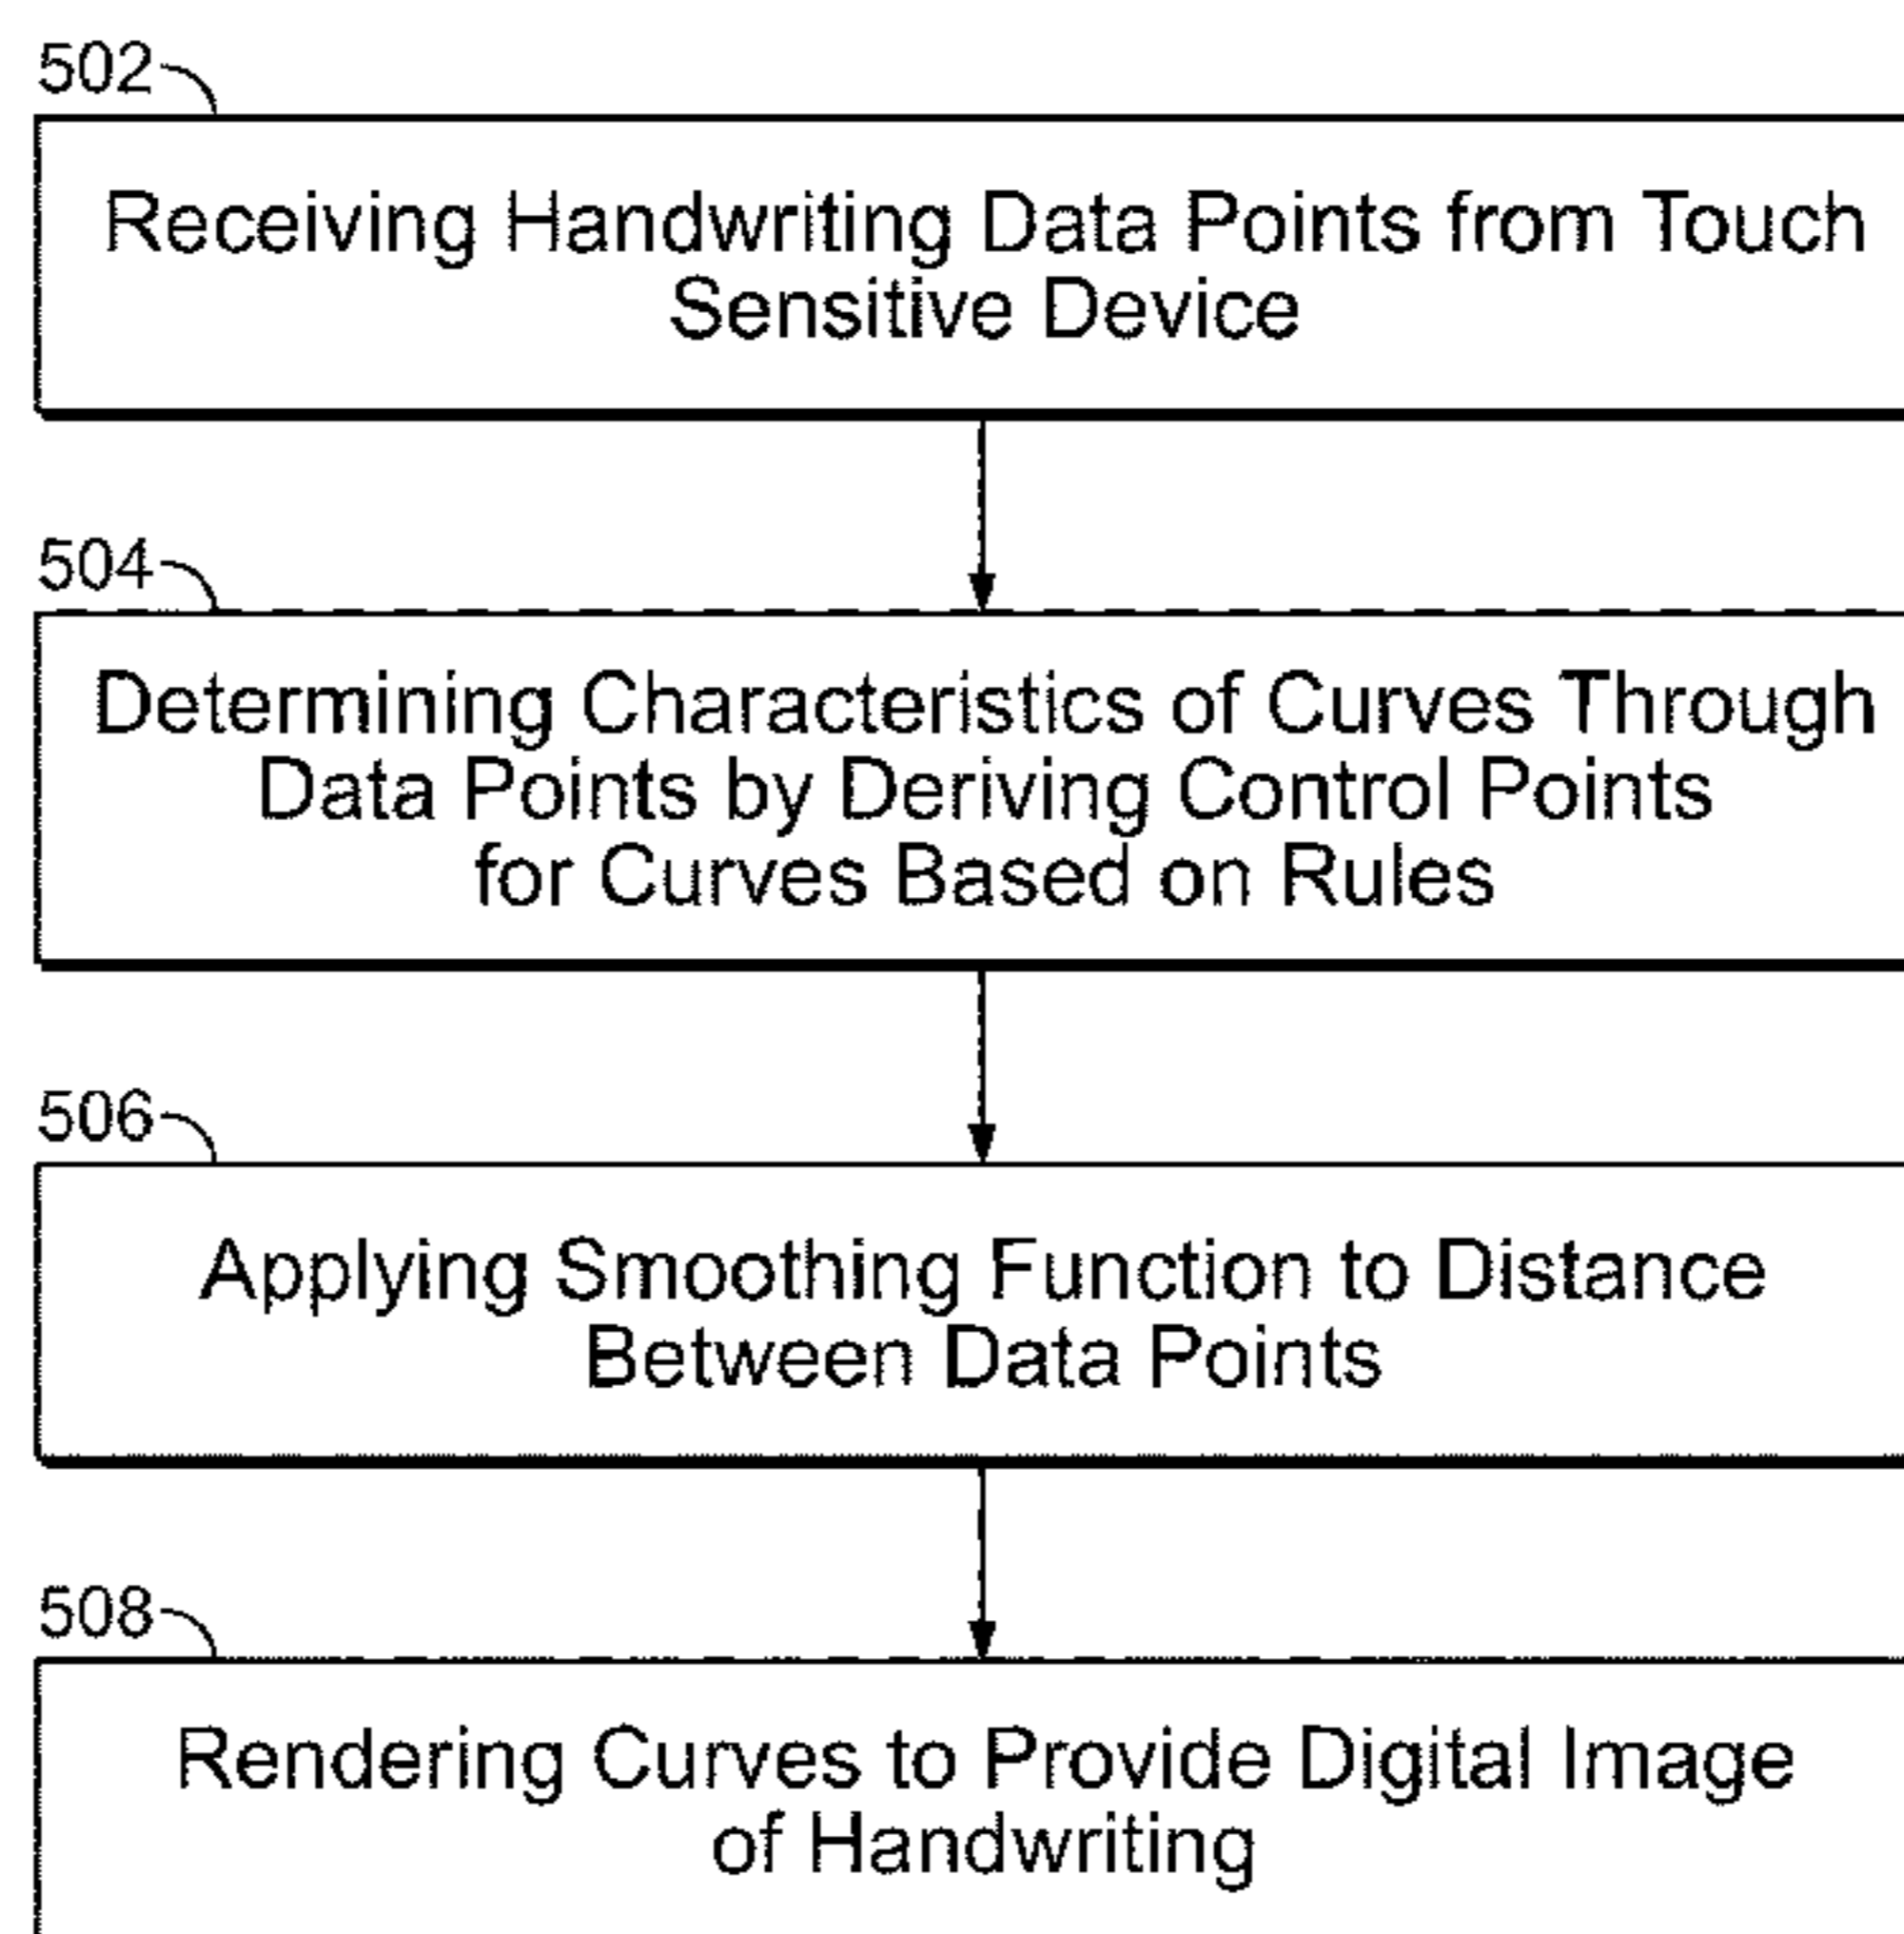 502
Receiving Handwriting Data Points from Touch
Sensitive Device
504
Determining Characteristics of Curves Through
Data Points by Deriving Control Points
for Curves Based on Rules
506
Applying Smoothing Function to Distance
Between Data Points
508
Rendering Curves to Provide Digital Image
of Handwriting